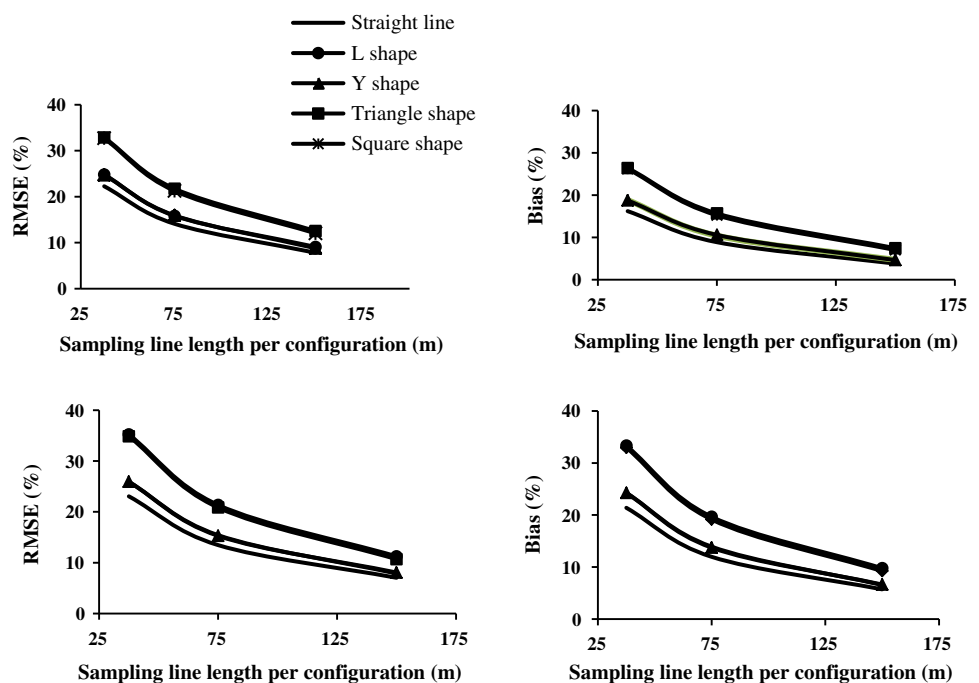 Straight line
L shape
Y shape
Triangle shape
Square shape
RMSE (%)
40
30
20
10
0
25 75 125 175
Sampling line length per configuration (m)
Bias (%)
40
30
20
10
0
25 75 125 175
Sampling line length per configuration (m)
RMSE (%)
40
30
20
10
0
25 75 125 175
Sampling line length per configuration (m)
Bias (%)
40
30
20
10
0
25 75 125 175
Sampling line length per configuration (m)